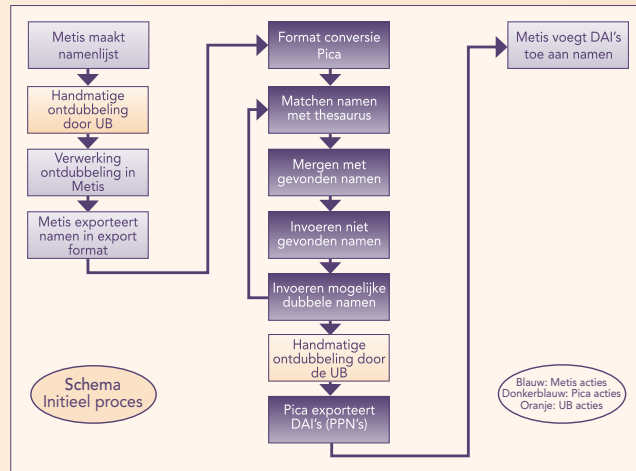 Metis maakt
namenlijst
Handmatige
ontdubbeling
door UB
Verwerking
ontdubbeling in
Metis
Metis exporteert
namen in export
format
Schema
Initieel proces
Format conversie
Pica
Matchen namen
met thesaurus
Mergen met
gevonden namen
Invoeren niet
gevonden namen
Invoeren mogelijke
dubbele namen
Handmatige
ontdubbeling door
de UB
Pica exporteert
DAI's (PPN's)
Metis voegt DAI's
toe aan namen
Blauw: Metis acties
Donkerblauw: Pica acties
Oranje: UB acties